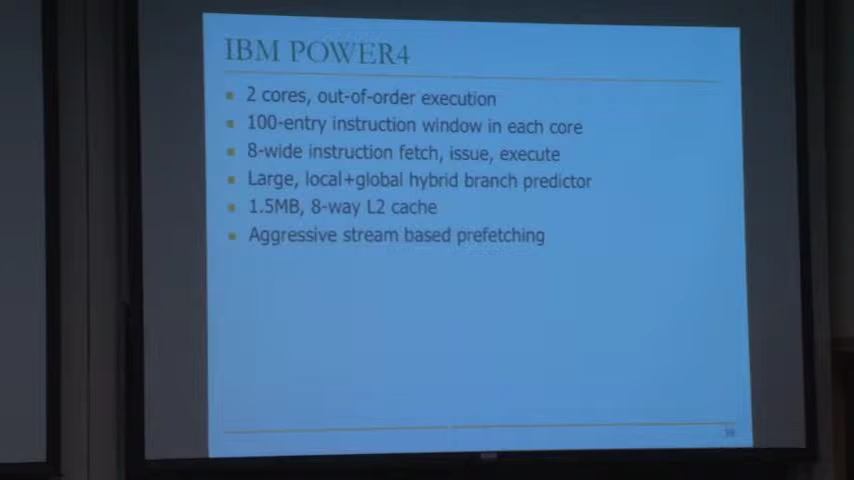 IBM POWER4
2 cores, out-of-order execution
100-entry instruction window in each core
8-wide instruction fetch, issue, execute
Large, local+global hybrid branch predictor
1.5MB, 8-way L2 cache
Aggressive stream based prefetching